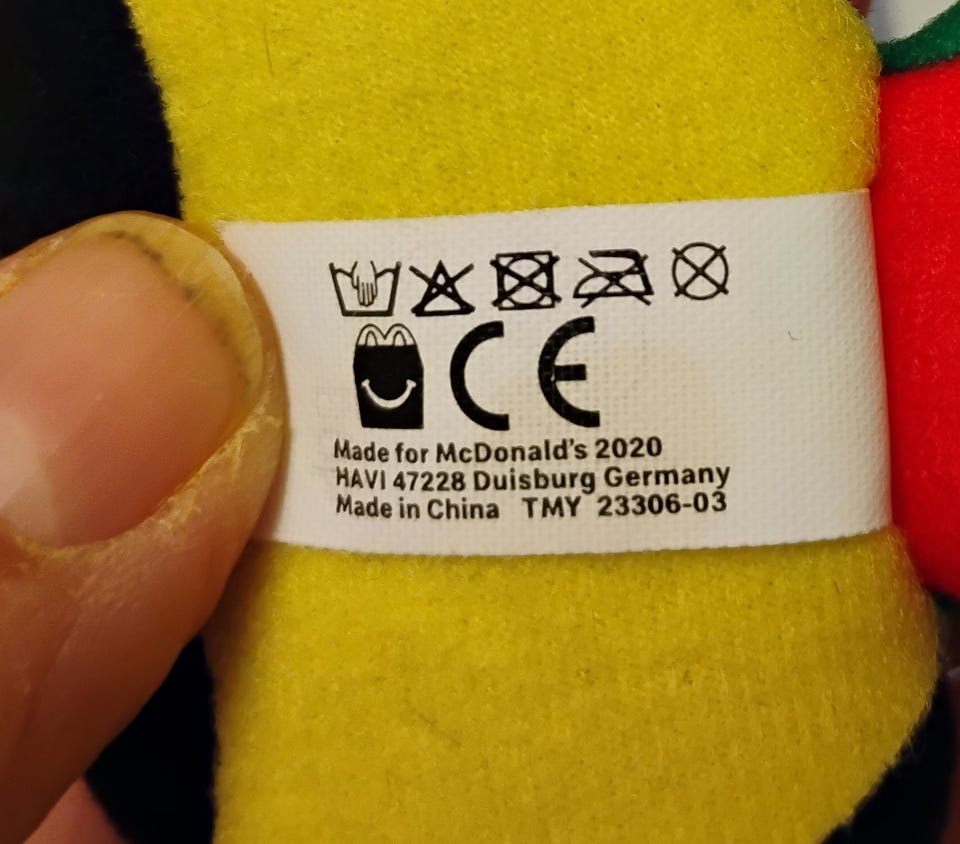 CE
Made for McDonald's 2020
HAVI 47228 Duisburg Germany
Made in China TMY 23306-03